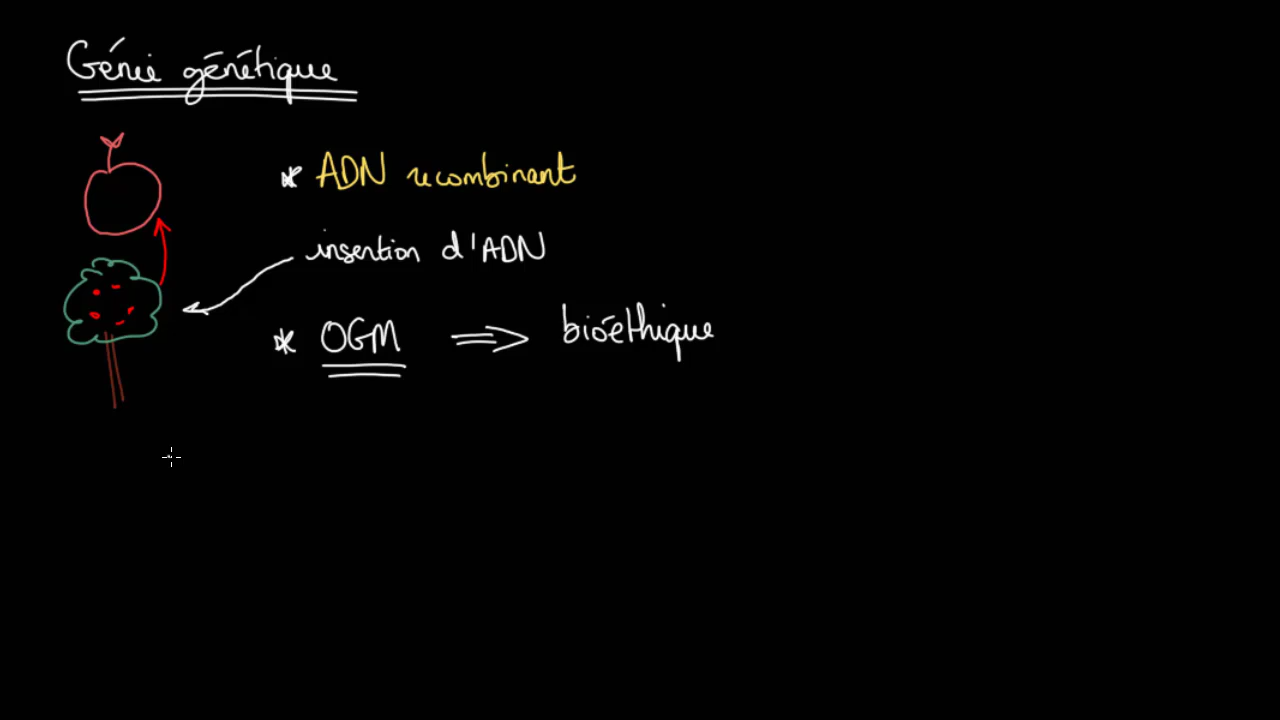 Génie génétique
* ADN recombinant
insertion d'ADN
* OGM ⇒ bioéthique